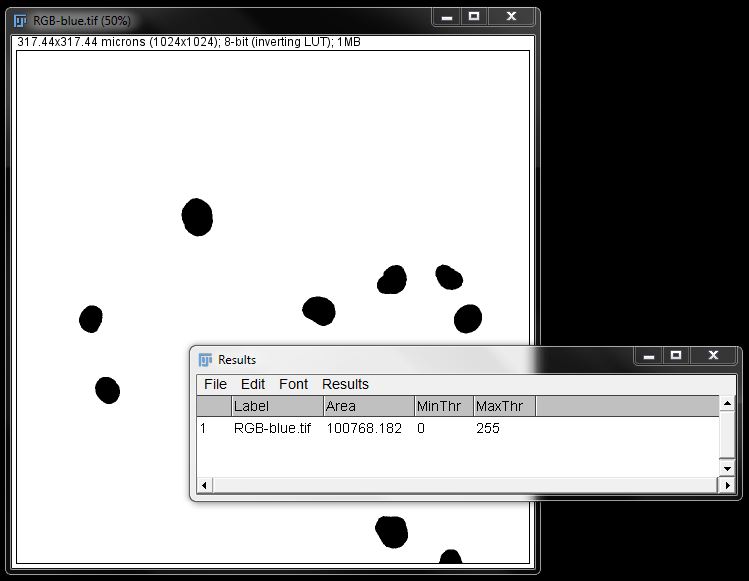 RGB-blue.tif (50%)
317.44x317.44 microns (1024x1024); 8-bit (inverting LUT); 1MB
Results
File Edit Font Results
Label Area MinThr MaxThr
1 RGB-blue.tif 100768.182 0 255